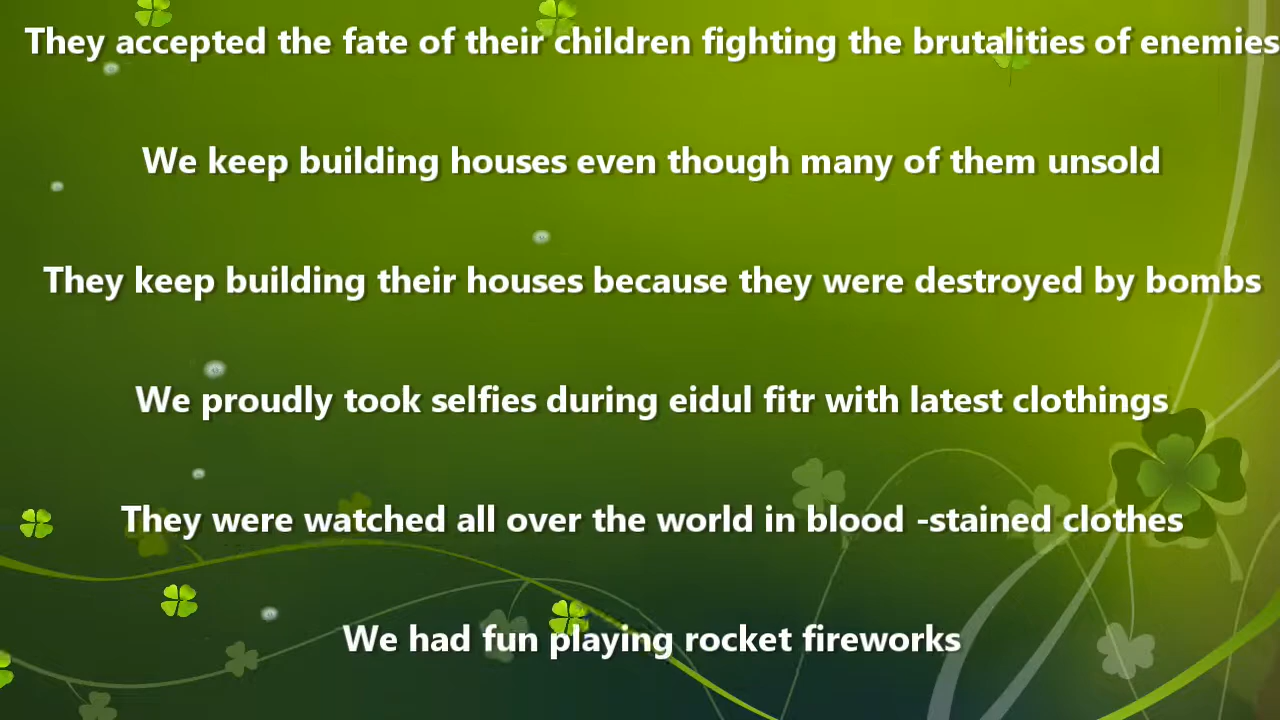 They accepted the fate of their children fighting the brutalities of enemies
We keep building houses even though many of them unsold
They keep building their houses because they were destroyed by bombs
We proudly took selfies during eidul fitr with latest clothings
They were watched all over the world in blood -stained clothes
We had fun playing rocket fireworks